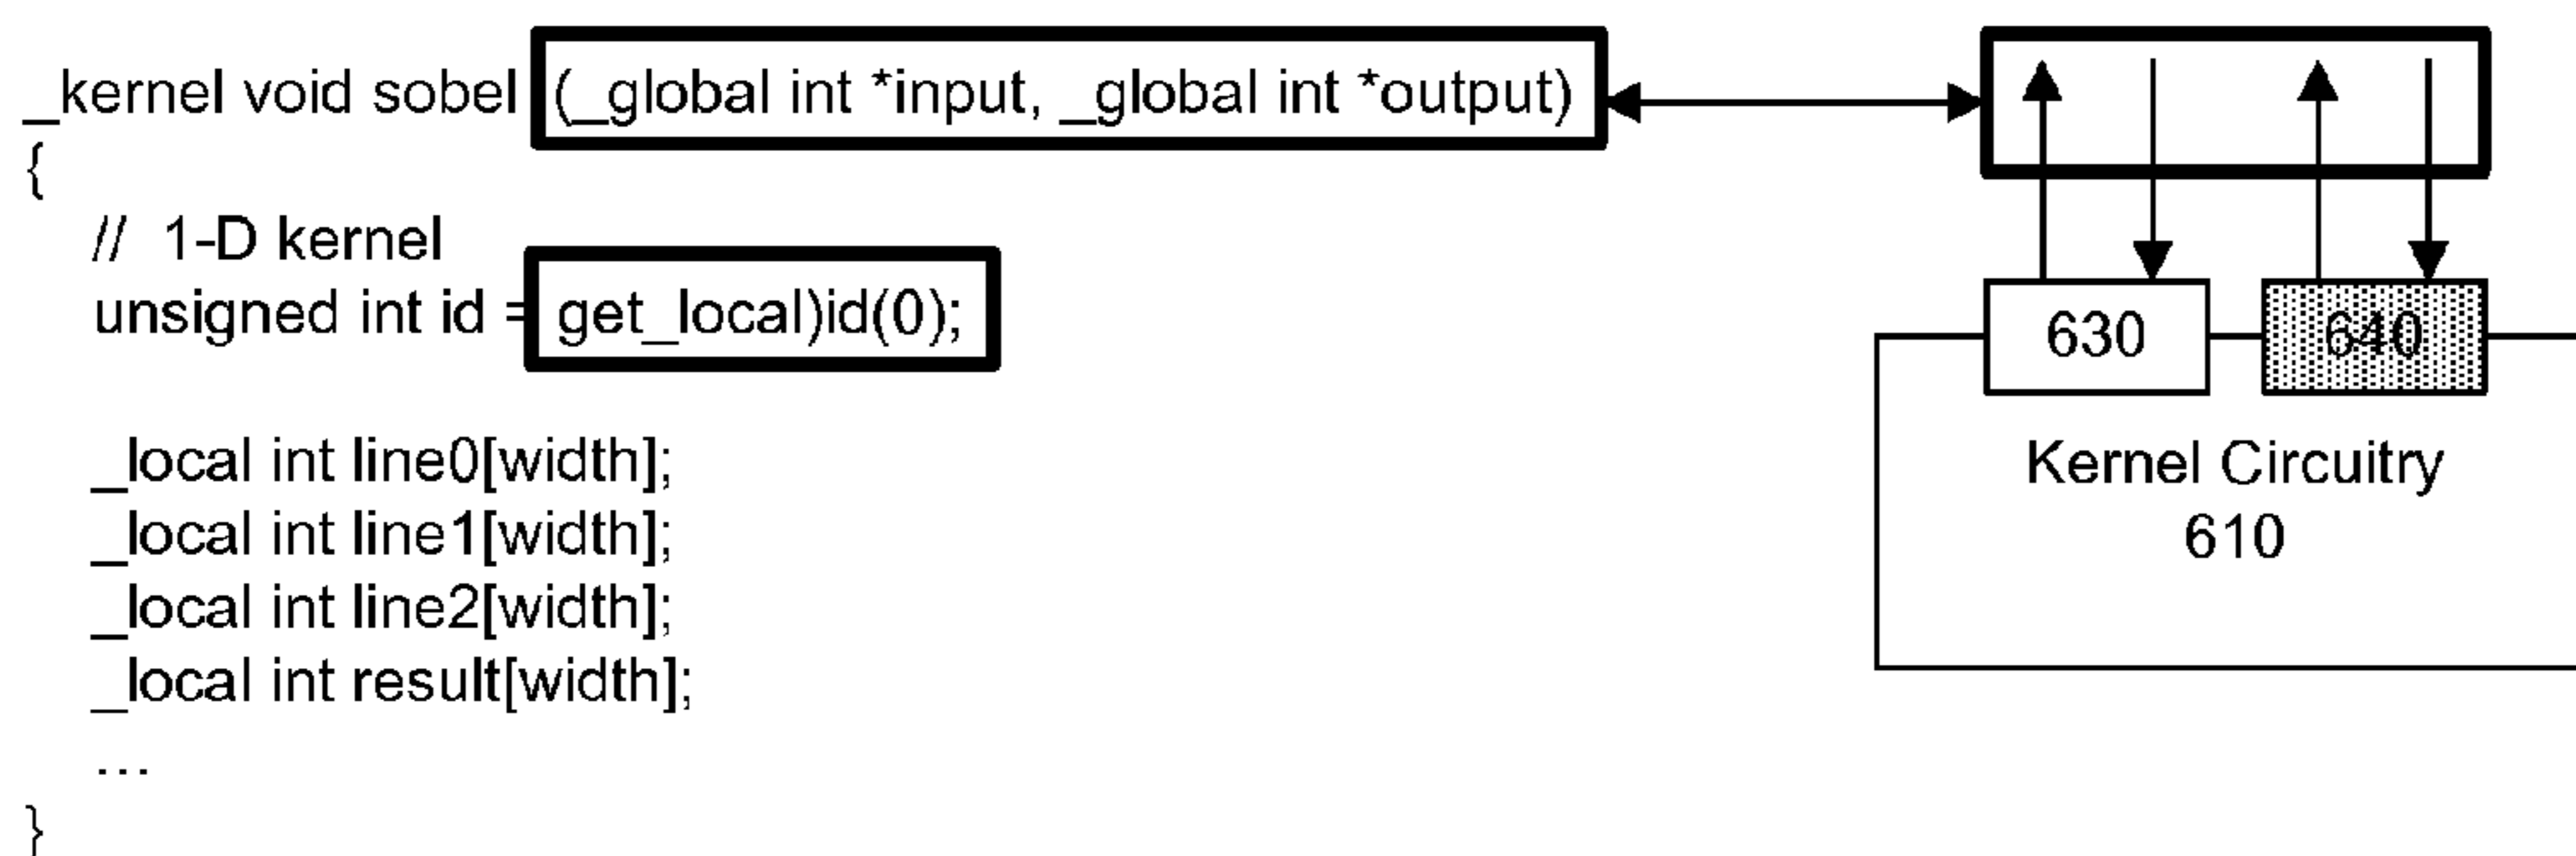 _kernel void sobel (_global int *input, _global int *output)
{
// 1-D kernel
unsigned int id = get_local)id(0);
_local int line0[width];
_local int line1[width];
_local int line2[width];
_local int result[width];
...
}
630
640
Kernel Circuitry
610